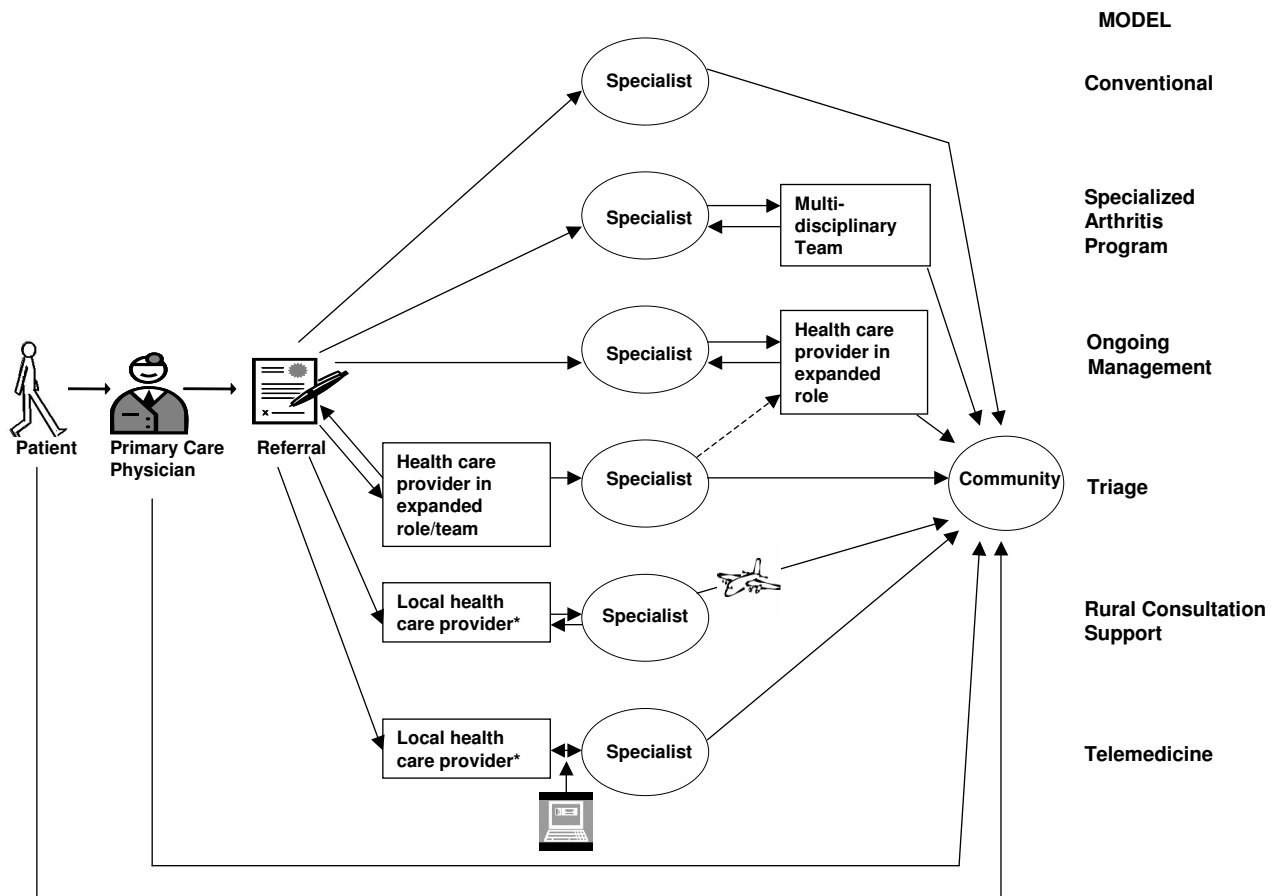 MODEL
Specialist
Conventional
Specialist
Multi-
disciplinary
Team
Specialized
Arthritis
Program
Specialist
Health care
provider in
expanded
role
Ongoing
Management
Patient
Primary Care
Physician
Referral
x
Health care
provider in
expanded
role/team
Specialist
Community
Triage
Local health
care provider*
Specialist
Rural Consultation
Support
Local health
care provider*
Specialist
Telemedicine